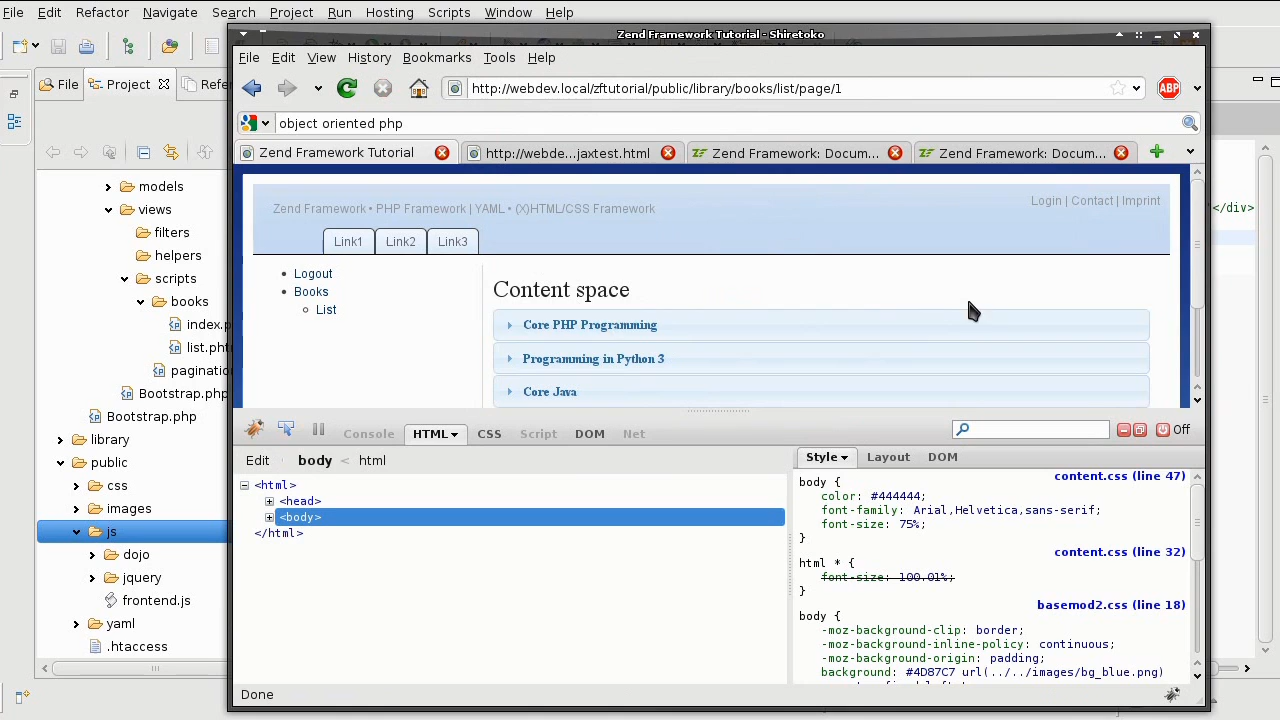 File Edit Refactor Navigate Search Project Run Hosting Scripts Window Help
Zend Framework Tutorial - Shiretoko
File Edit View History Bookmarks Tools Help
http://webdev.local/zftutorial/public/library/books/list/page/1
ABP
object oriented php
Zend Framework Tutorial
http://webde...jaxtest.html
Zend Framework: Docum...
Zend Framework: Docum...
Zend Framework • PHP Framework | YAML • (X)HTML/CSS Framework
Login | Contact | Imprint
Link1 Link2 Link3
Logout
Books
List
Content space
Core PHP Programming
Programming in Python 3
Core Java
File Project Refer
models
views
filters
helpers
scripts
books
index.p
list.pht
paginatio
Bootstrap.php
Bootstrap.php
library
public
css
images
js
dojo
jquery
frontend.js
yaml
.htaccess
'</div>
Console HTML CSS Script DOM Net
Off
Edit body < html
<html>
<head>
<body>
</html>
Style Layout DOM
content.css (line 47)
body {
color: #444444;
font-family: Arial,Helvetica,sans-serif;
font-size: 75%;
}
content.css (line 32)
html * {
font-size: 100.01%;
}
basemod2.css (line 18)
body {
-moz-background-clip: border;
-moz-background-inline-policy: continuous;
-moz-background-origin: padding;
background: #4D87C7 url(../../images/bg_blue.png)
Done